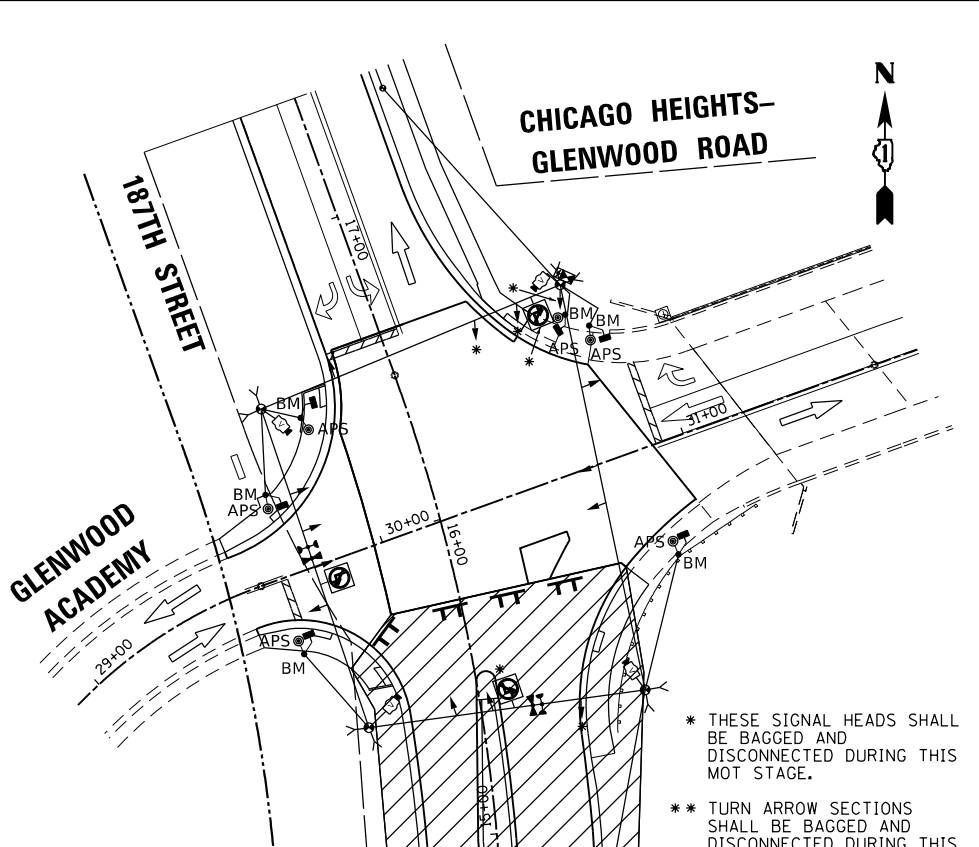 N
CHICAGO HEIGHTS–
GLENWOOD ROAD
187TH STREET
17+00
BM
BM
APS
APS
BM
APS
31+00
BM
APS
30+00
16+00
APS
BM
GLENWOOD
ACADEMY
29+00
APS
BM
15+00
* THESE SIGNAL HEADS SHALL
BE BAGGED AND
DISCONNECTED DURING THIS
MOT STAGE.
** TURN ARROW SECTIONS
SHALL BE BAGGED AND
DISCONNECTED DURING THIS